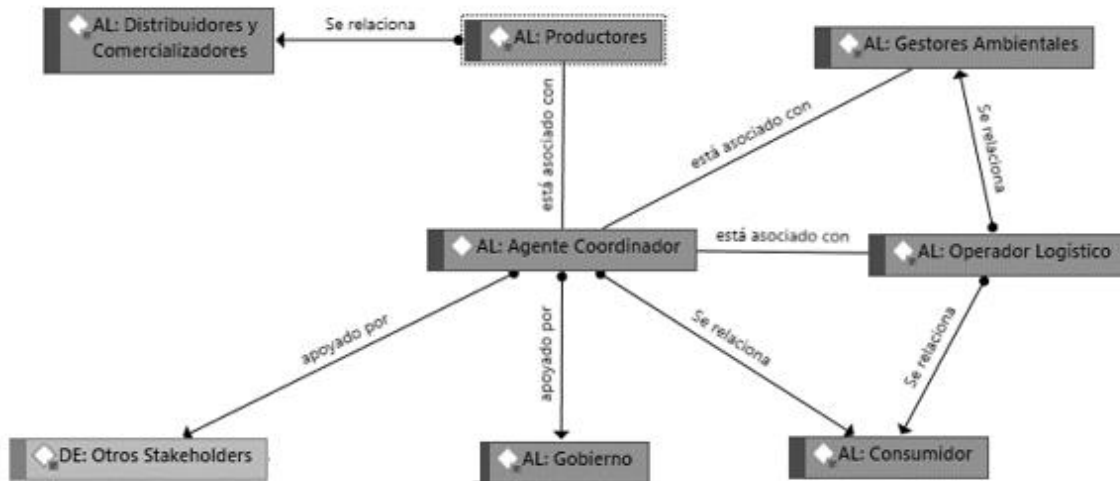 AL: Distribuidores y
Comercializadores
Se relaciona
AL: Productores
AL: Gestores Ambientales
está asociado con
está asociado con
Se relaciona
AL: Agente Coordinador
está asociado con
AL: Operador Logístico
apoyado por
apoyado por
Se relaciona
Se relaciona
DE: Otros Stakeholders
AL: Gobierno
AL: Consumidor